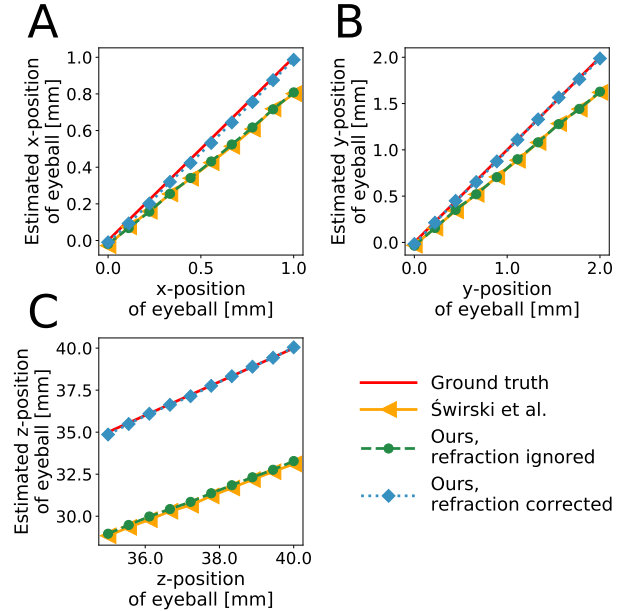 A
Estimated x-position
of eyeball [mm]
1.0
0.8
0.6
0.4
0.2
0.0
0.0
0.5
1.0
x-position
of eyeball [mm]
B
Estimated y-position
of eyeball [mm]
2.0
1.5
1.0
0.5
0.0
0.0
1.0
2.0
y-position
of eyeball [mm]
C
Estimated z-position
of eyeball [mm]
40.0
37.5
35.0
32.5
30.0
36.0
38.0
40.0
z-position
of eyeball [mm]
Ground truth
Świrski et al.
Ours,
refraction ignored
Ours,
refraction corrected